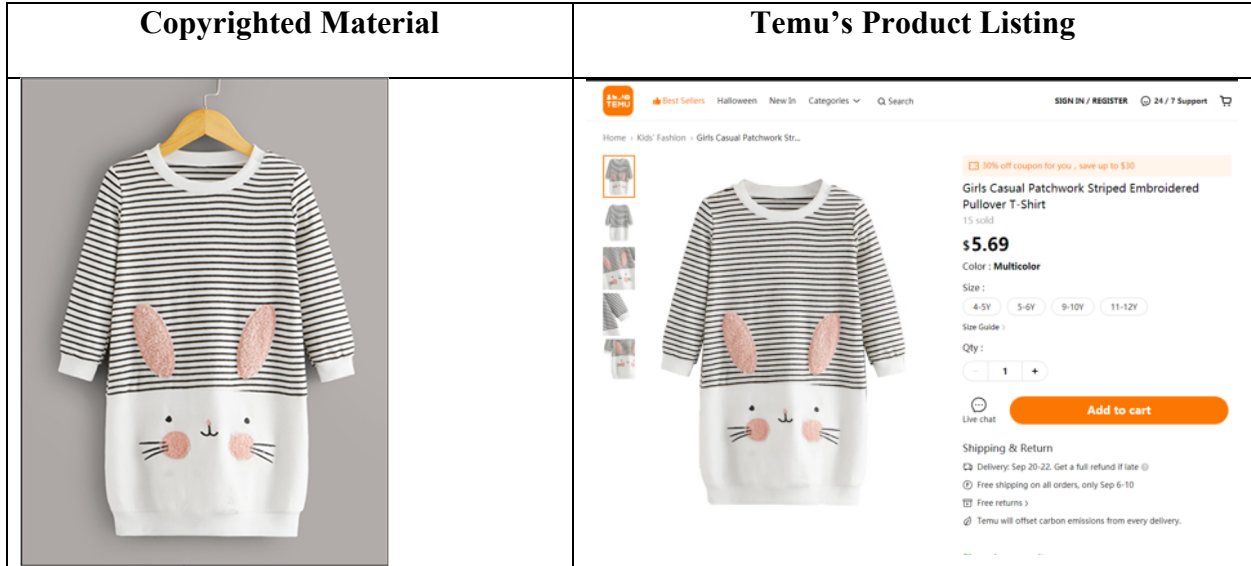 Copyrighted Material
Temu's Product Listing
TEMU
Best Sellers Halloween New In Categories Search
SIGN IN / REGISTER 24 / 7 Support
Home › Kids' Fashion › Girls Casual Patchwork Str...
30% off coupon for you , save up to $30
Girls Casual Patchwork Striped Embroidered
Pullover T-Shirt
15 sold
$5.69
Color : Multicolor
Size :
4-5Y 5-6Y 9-10Y 11-12Y
Size Guide ›
Qty :
− 1 +
Live chat
Add to cart
Shipping & Return
Delivery: Sep 20-22. Get a full refund if late
Free shipping on all orders, only Sep 6-10
Free returns ›
Temu will offset carbon emissions from every delivery.